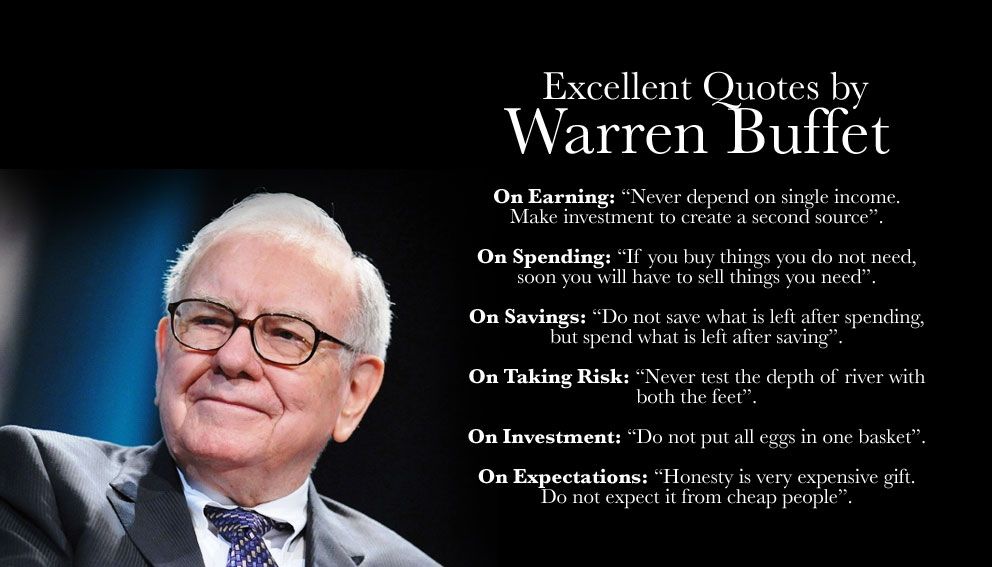 Excellent Quotes by
Warren Buffet
On Earning: “Never depend on single income.
Make investment to create a second source”.
On Spending: “If you buy things you do not need,
soon you will have to sell things you need”.
On Savings: “Do not save what is left after spending,
but spend what is left after saving”.
On Taking Risk: “Never test the depth of river with
both the feet”.
On Investment: “Do not put all eggs in one basket”.
On Expectations: “Honesty is very expensive gift.
Do not expect it from cheap people”.